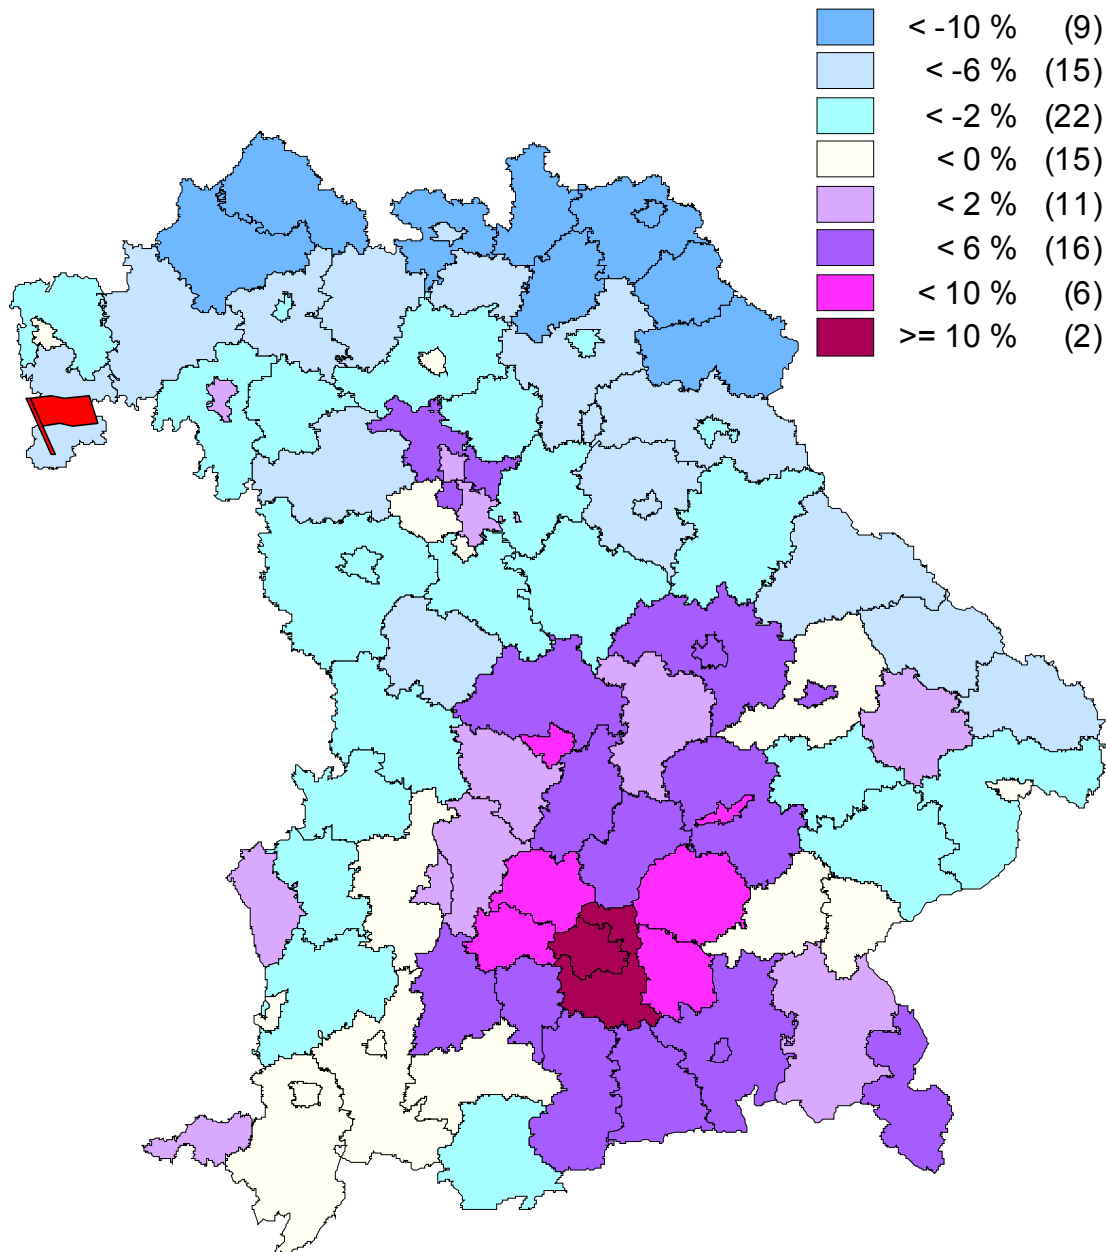 < -10 % (9)
< -6 % (15)
< -2 % (22)
< 0 % (15)
< 2 % (11)
< 6 % (16)
< 10 % (6)
>= 10 % (2)